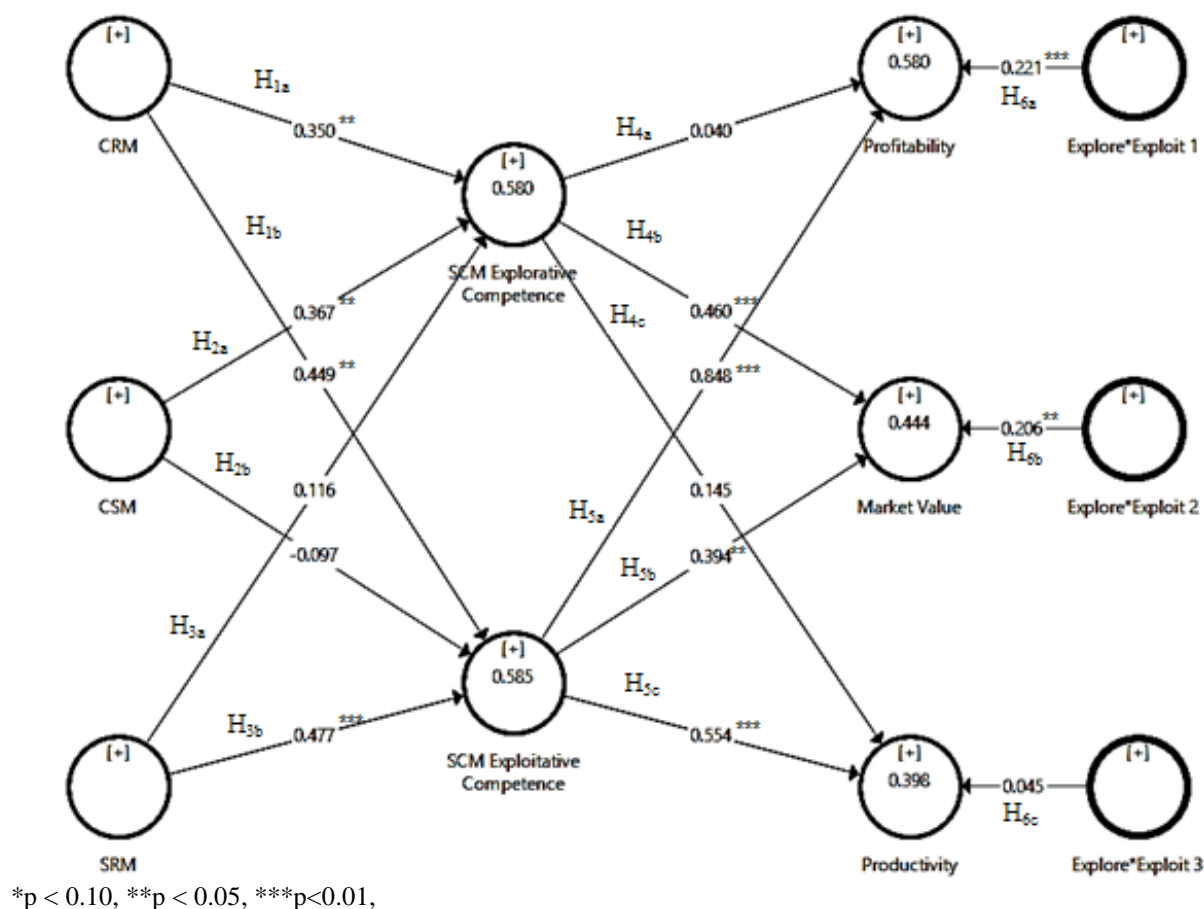 [+]
CRM
H1a
0.350 **
H1b
[+]
0.580
SCM Explorative
Competence
H4a
0.040
[+]
0.580
Profitability
0.221 ***
H6a
[+]
Explore*Exploit 1
H2a
0.367 **
0.449 **
[+]
CSM
H2b
0.116
-0.097
H4b
0.460 ***
H4c
0.848 ***
[+]
0.444
Market Value
0.206 **
H6b
[+]
Explore*Exploit 2
0.145
H5a
0.394 **
H5b
H3a
H3b
0.477 ***
[+]
SRM
[+]
0.585
SCM Exploitative
Competence
H5c
0.554 ***
[+]
0.398
Productivity
0.045
H6c
[+]
Explore*Exploit 3
*p < 0.10, **p < 0.05, ***p<0.01,